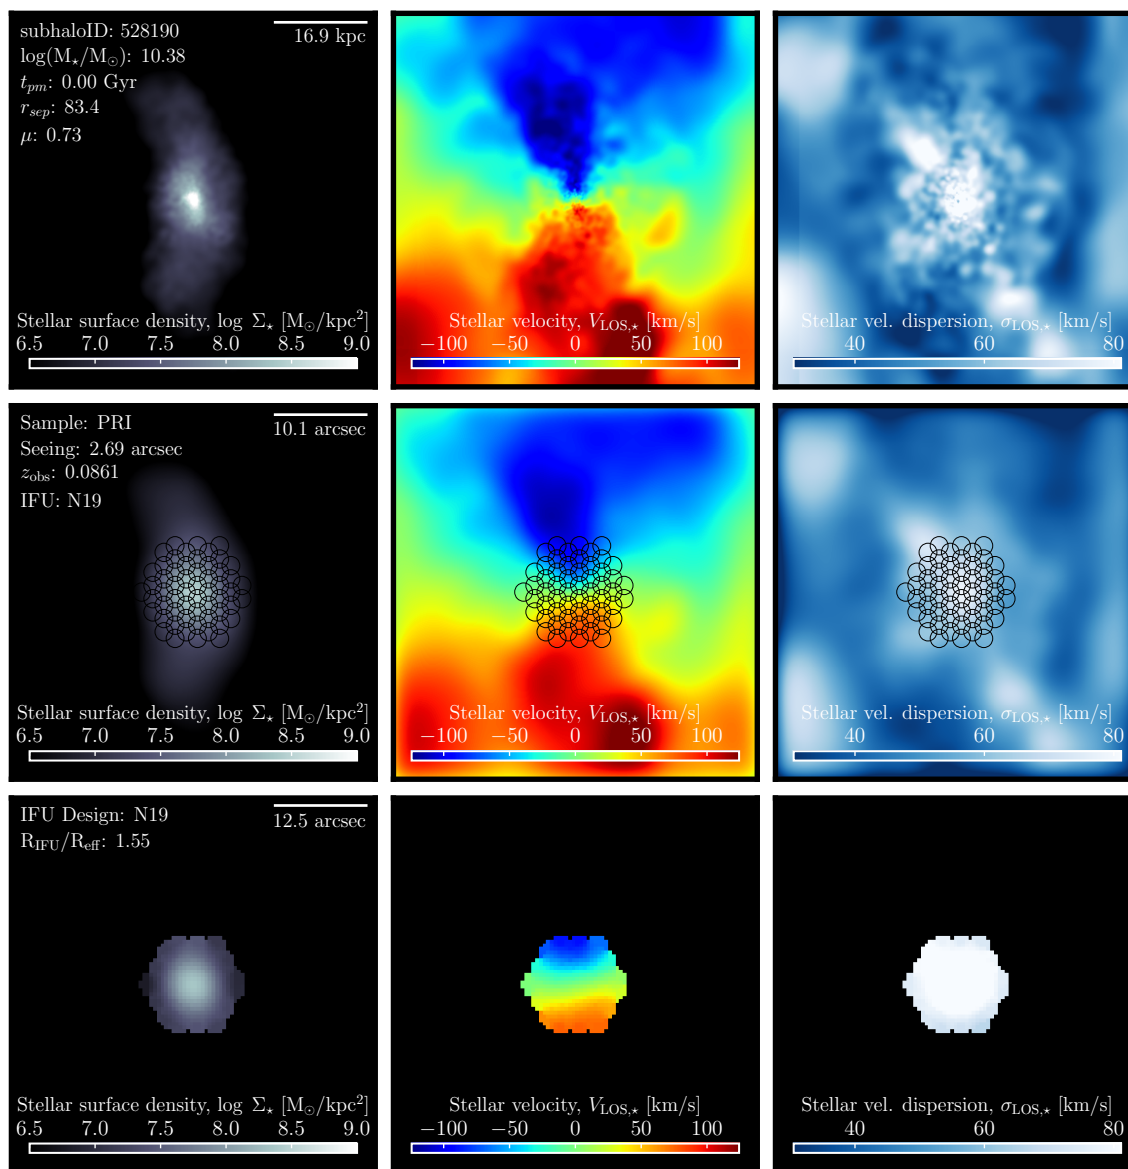 subhaloID: 528190
log(M⋆/M☉): 10.38
t_pm: 0.00 Gyr
r_sep: 83.4
μ: 0.73
16.9 kpc
Stellar surface density, log Σ⋆ [M☉/kpc²]
6.5 7.0 7.5 8.0 8.5 9.0
Stellar velocity, V_LOS,⋆ [km/s]
−100 −50 0 50 100
Stellar vel. dispersion, σ_LOS,⋆ [km/s]
40 60 80
Sample: PRI
Seeing: 2.69 arcsec
z_obs: 0.0861
IFU: N19
10.1 arcsec
Stellar surface density, log Σ⋆ [M☉/kpc²]
6.5 7.0 7.5 8.0 8.5 9.0
Stellar velocity, V_LOS,⋆ [km/s]
−100 −50 0 50 100
Stellar vel. dispersion, σ_LOS,⋆ [km/s]
40 60 80
IFU Design: N19
R_IFU/R_eff: 1.55
12.5 arcsec
Stellar surface density, log Σ⋆ [M☉/kpc²]
6.5 7.0 7.5 8.0 8.5 9.0
Stellar velocity, V_LOS,⋆ [km/s]
−100 −50 0 50 100
Stellar vel. dispersion, σ_LOS,⋆ [km/s]
40 60 80